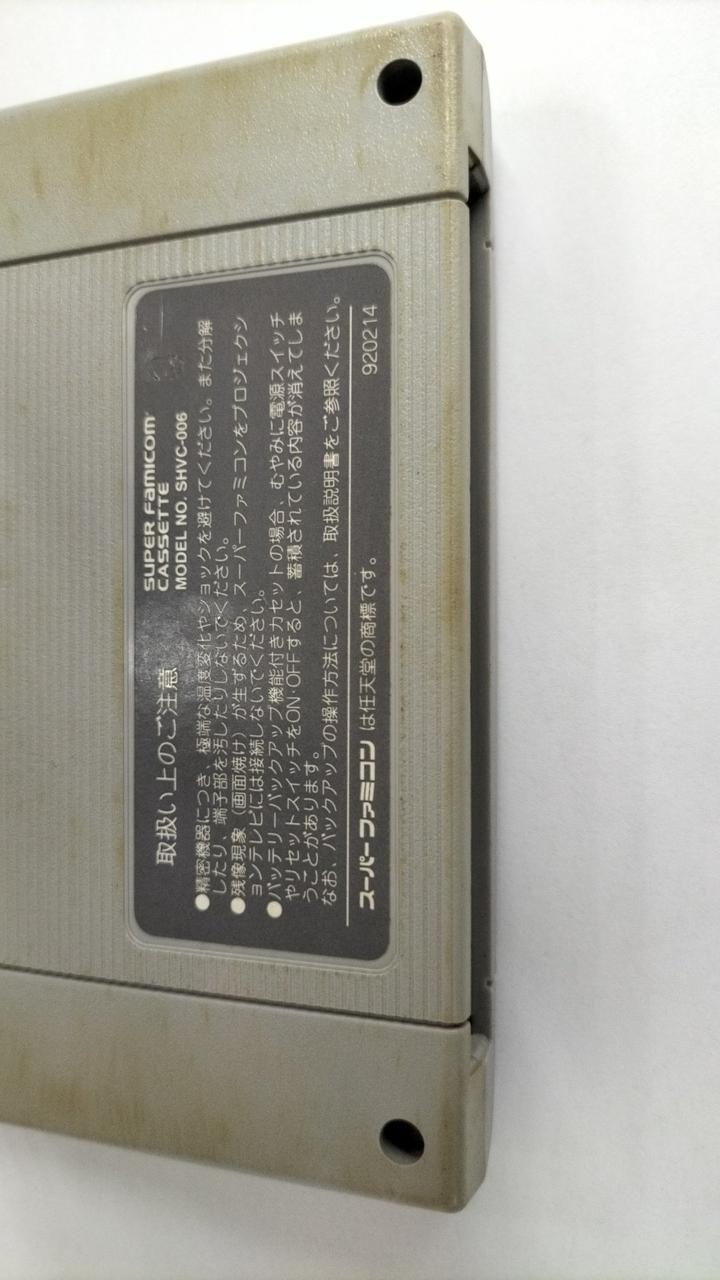 取扱い上のご注意
SUPER FAMICOM
CASSETTE
MODEL NO. SHVC-006
●精密機器につき、極端な温度変化やショックを避けてください。また分解
したり、端子部を汚したりしないでください。
●残像現象（画面焼け）が生ずるため、スーパーファミコンをプロジェクシ
ョンテレビには接続しないでください。
●バッテリーバックアップ機能付きカセットの場合、むやみに電源スイッチ
やリセットスイッチをON・OFFすると、蓄積されている内容が消えてしま
うことがあります。
なお、バックアップの操作方法については、取扱説明書をご参照ください。
スーパーファミコン は任天堂の商標です。
920214